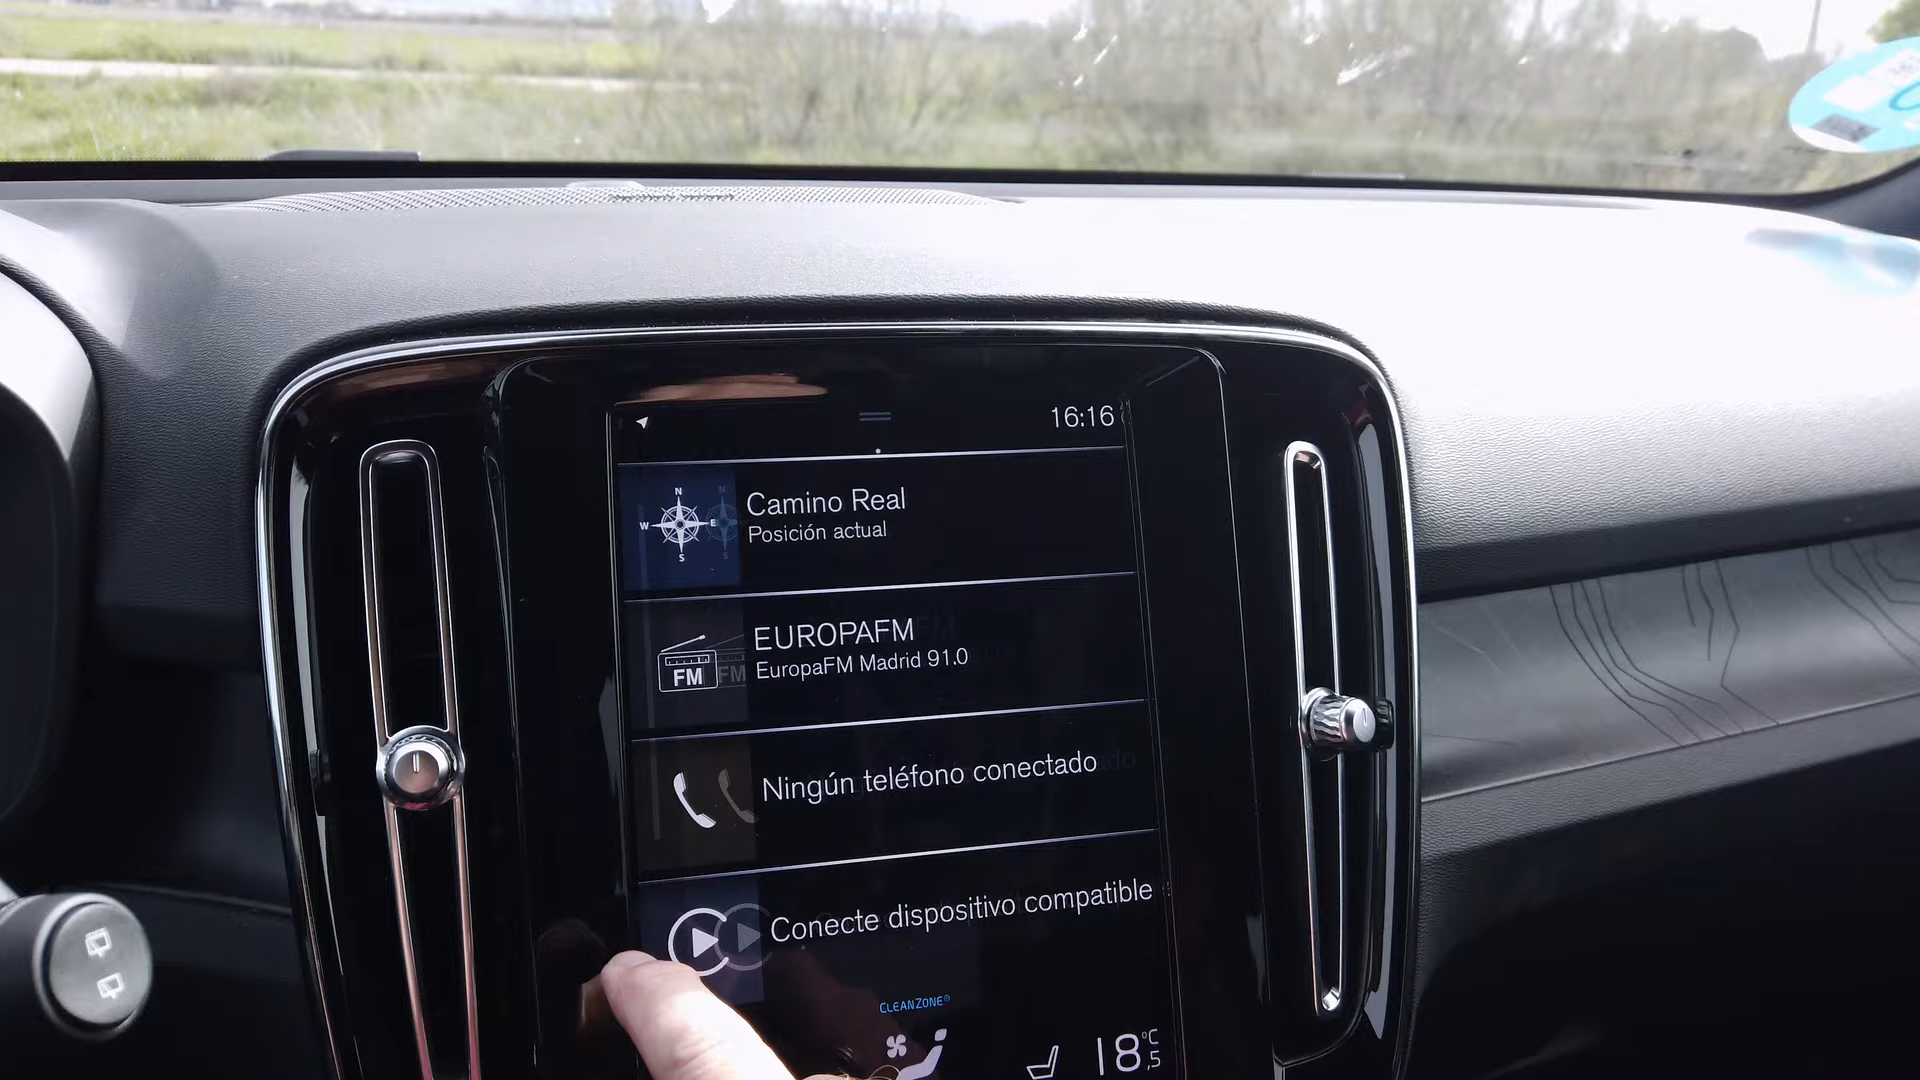 16:16
N
W
E
S
Camino Real
Posición actual
EUROPAFM
EuropaFM Madrid 91.0
FM
Ningún teléfono conectado
Conecte dispositivo compatible
CLEANZONE®
18,5 °C